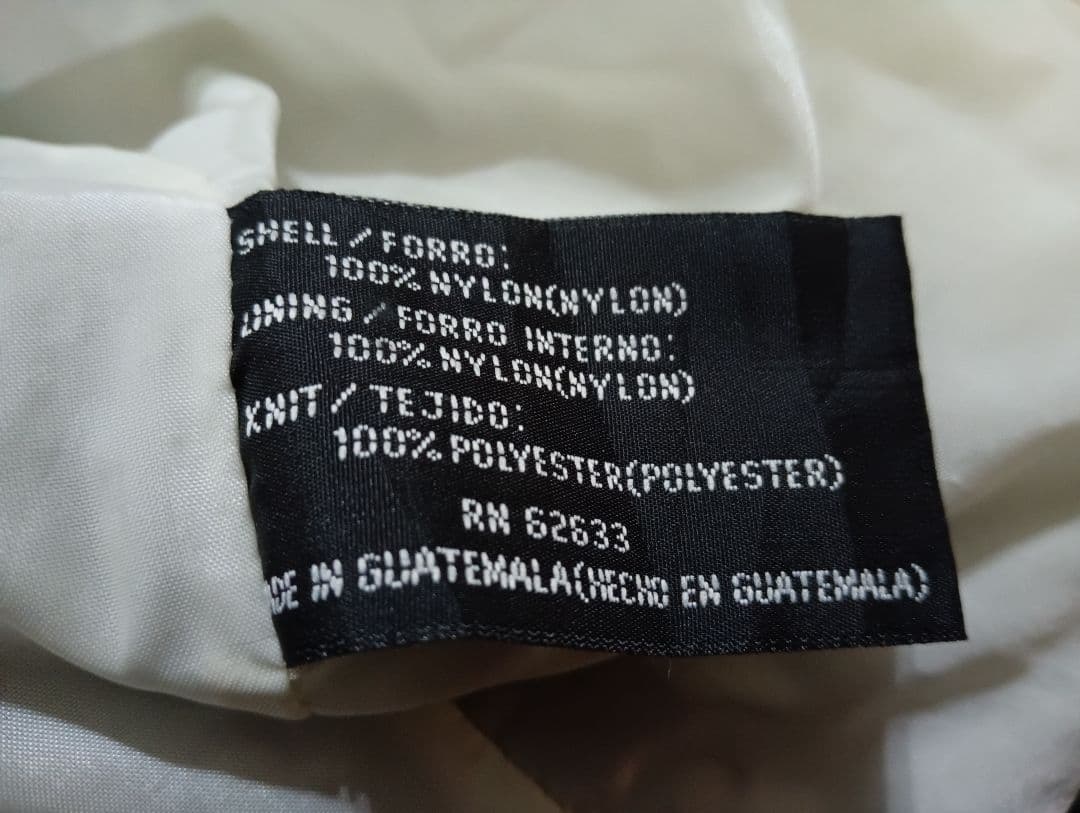 SHELL / FORRO:
100% NYLON(NYLON)
LINING / FORRO INTERNO:
100% NYLON(NYLON)
KNIT / TEJIDO:
100% POLYESTER(POLYESTER)
RN 62633
ADE IN GUATEMALA(HECHO EN GUATEMALA)